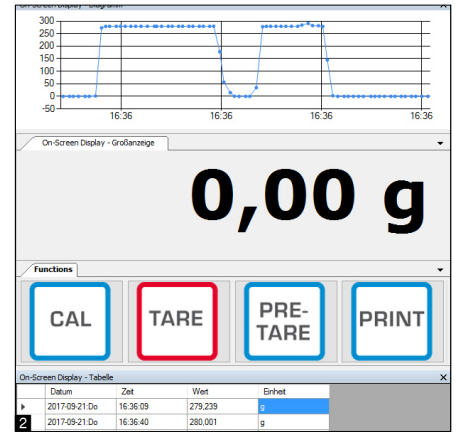 On-Screen Display - Diagramm
300
250
200
150
100
50
0
-50
16:36 16:36 16:36 16:36
On-Screen Display - Großanzeige
0,00 g
Functions
CAL TARE PRE-TARE PRINT
On-Screen Display - Tabelle
Datum Zeit Wert Einheit
2017-09-21:Do 16:36:09 279,239 g
2 2017-09-21:Do 16:36:40 280,001 g